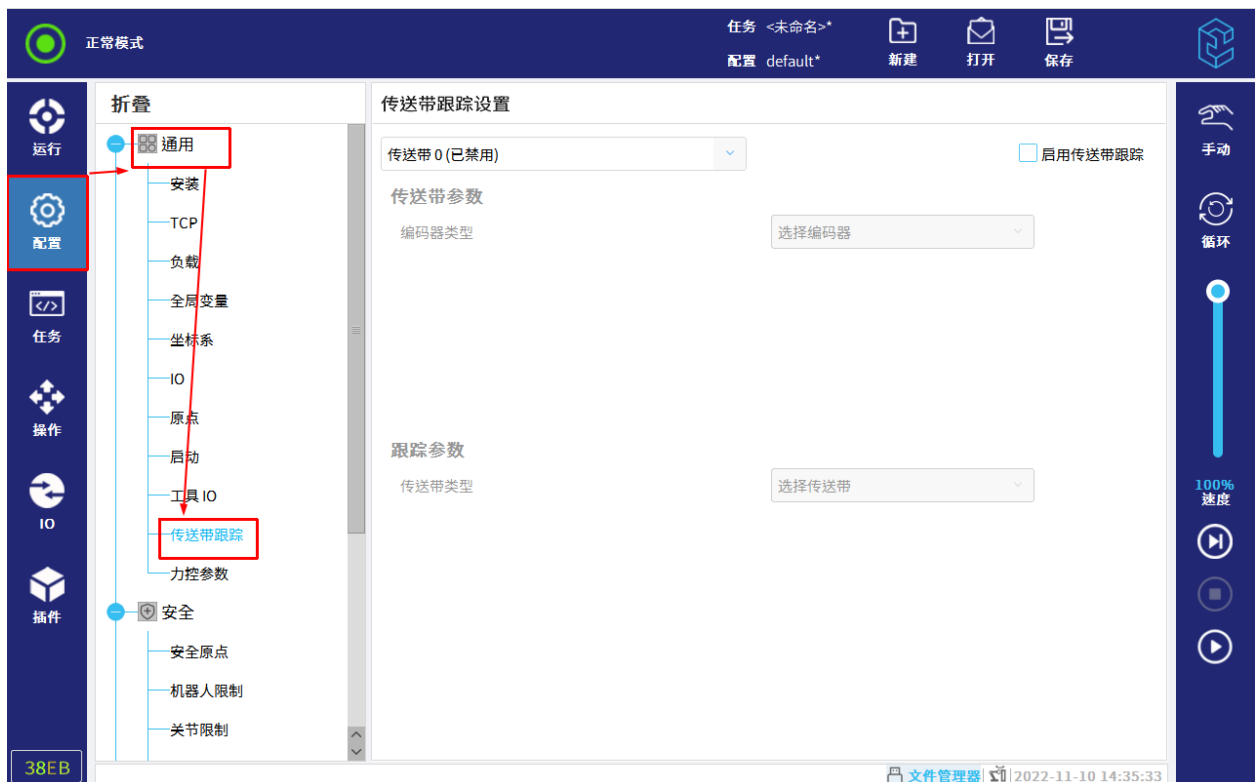 正常模式
任务 <未命名>*
配置 default*
新建
打开
保存
运行
配置
任务
操作
IO
插件
38EB
折叠
通用
安装
TCP
负载
全局变量
坐标系
IO
原点
启动
工具 IO
传送带跟踪
力控参数
安全
安全原点
机器人限制
关节限制
传送带跟踪设置
传送带 0 (已禁用)
启用传送带跟踪
传送带参数
编码器类型
选择编码器
跟踪参数
传送带类型
选择传送带
手动
循环
100%
速度
文件管理器
2022-11-10 14:35:33